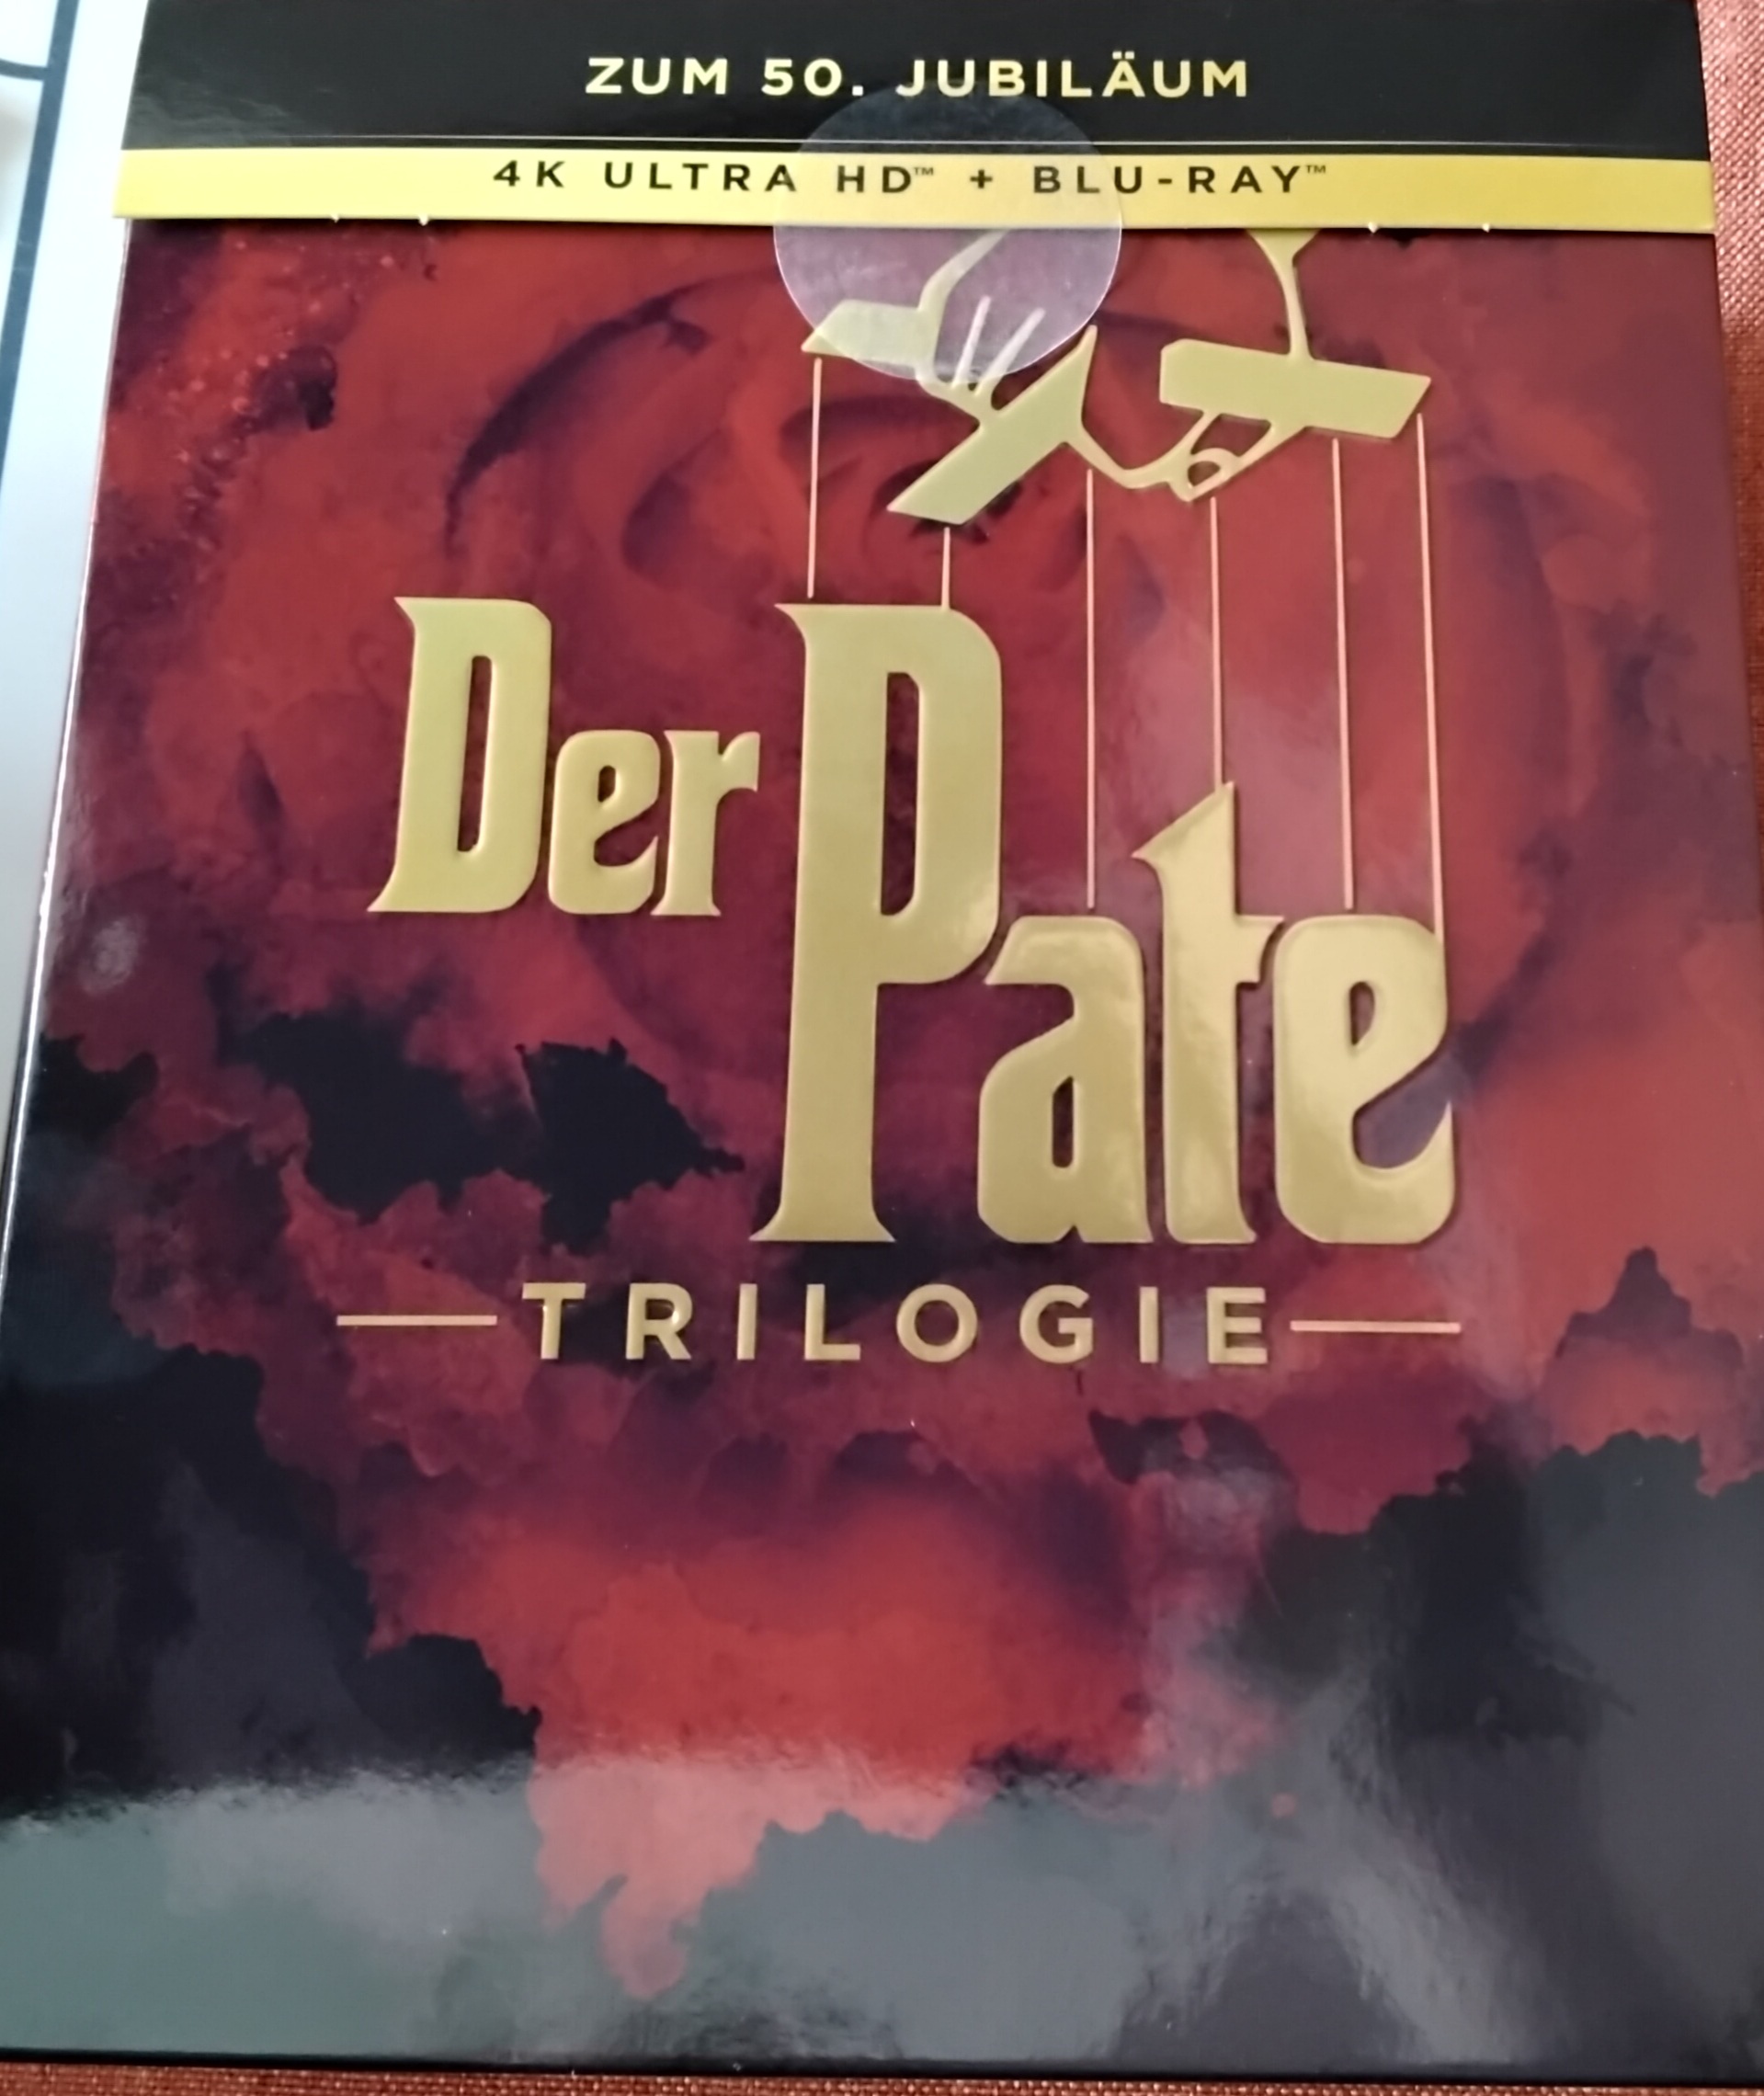 ZUM 50. JUBILÄUM
4K ULTRA HD™ + BLU-RAY™
Der Pate
TRILOGIE